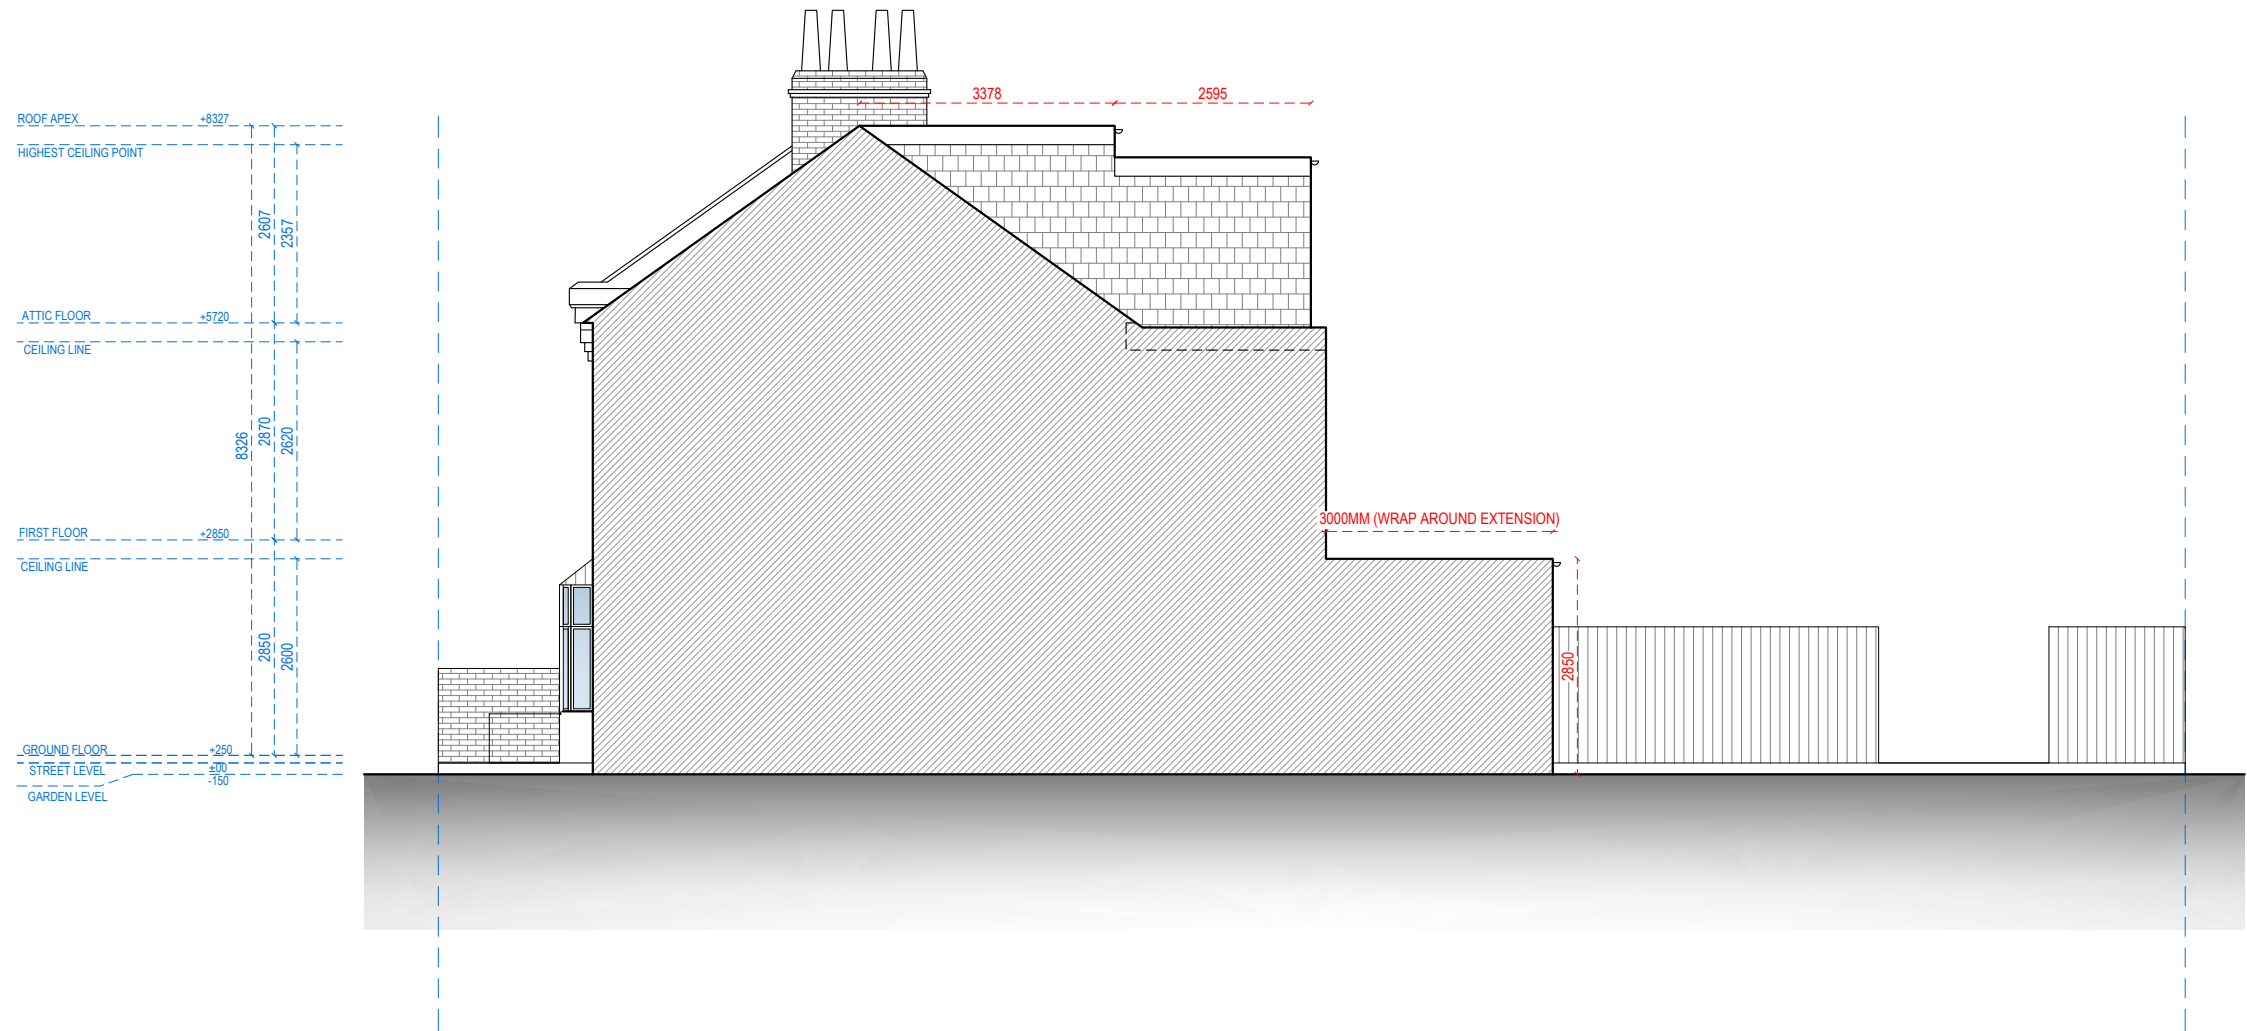 3378
2595
ROOF APEX
+8327
HIGHEST CEILING POINT
2607
2357
ATTIC FLOOR
+5720
CEILING LINE
8326
2870
2620
3000MM (WRAP AROUND EXTENSION)
FIRST FLOOR
+2850
CEILING LINE
2850
2600
2850
GROUND FLOOR
+250
STREET LEVEL
±00
-150
GARDEN LEVEL